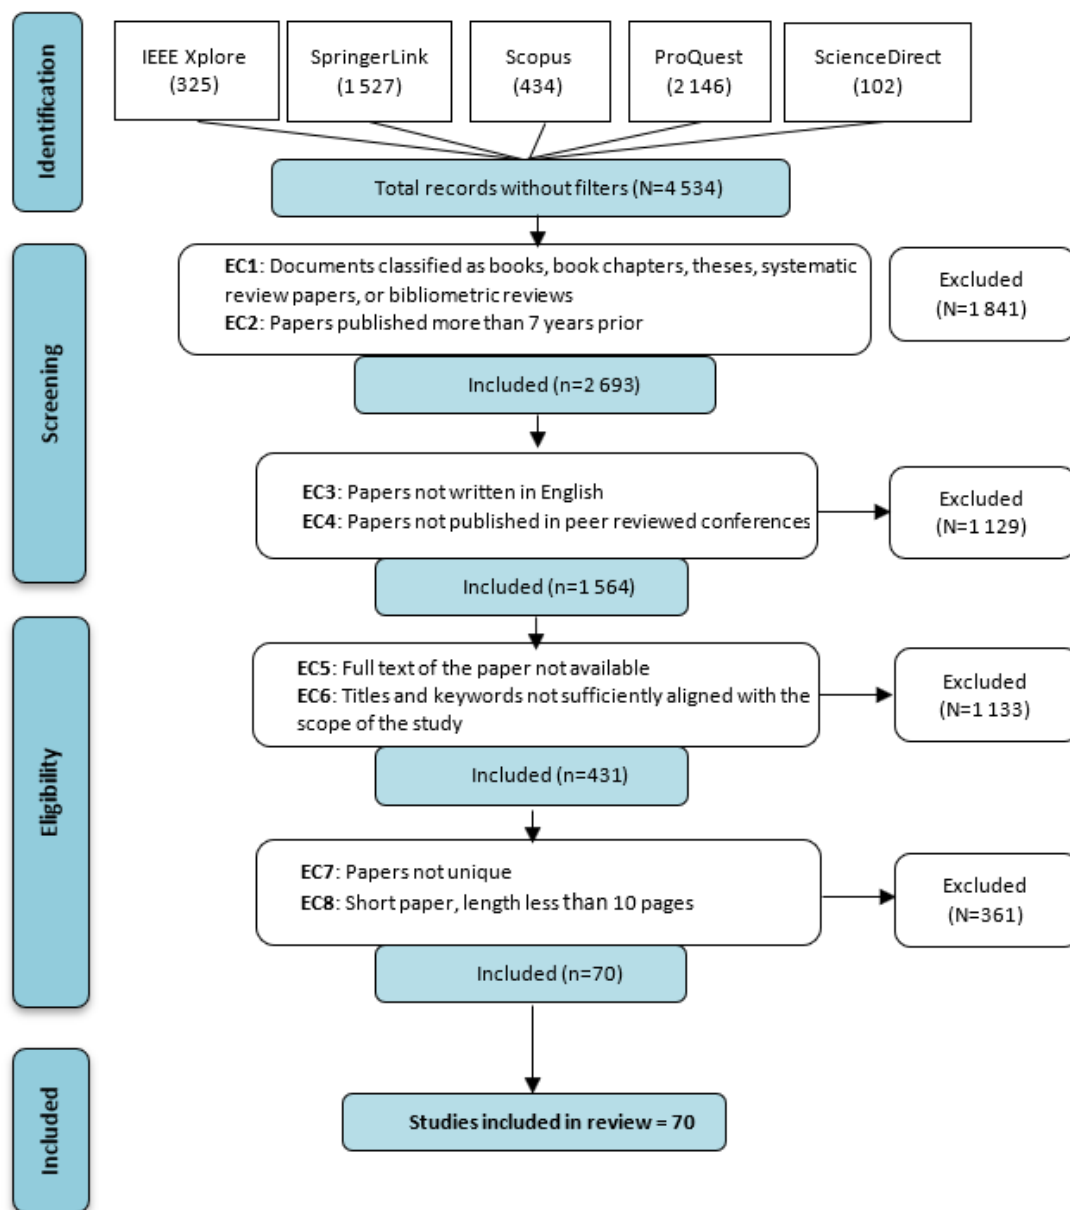 Identification
IEEE Xplore
(325)
SpringerLink
(1 527)
Scopus
(434)
ProQuest
(2 146)
ScienceDirect
(102)
Total records without filters (N=4 534)
Screening
EC1: Documents classified as books, book chapters, theses, systematic
review papers, or bibliometric reviews
EC2: Papers published more than 7 years prior
Excluded
(N=1 841)
Included (n=2 693)
EC3: Papers not written in English
EC4: Papers not published in peer reviewed conferences
Excluded
(N=1 129)
Included (n=1 564)
Eligibility
EC5: Full text of the paper not available
EC6: Titles and keywords not sufficiently aligned with the
scope of the study
Excluded
(N=1 133)
Included (n=431)
EC7: Papers not unique
EC8: Short paper, length less than 10 pages
Excluded
(N=361)
Included (n=70)
Included
Studies included in review = 70